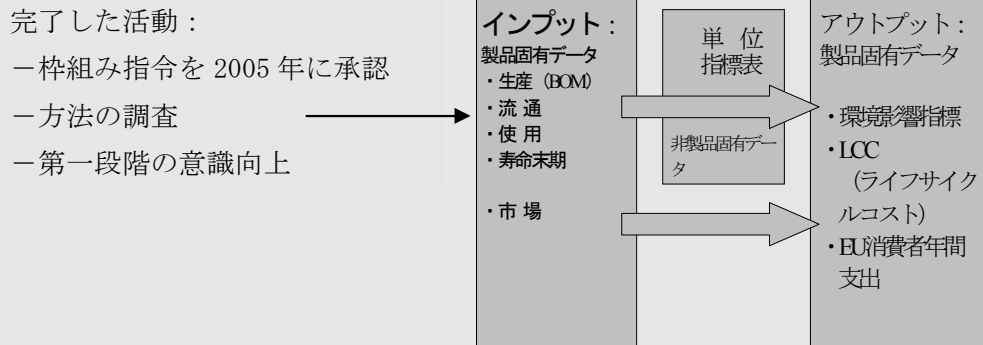 完了した活動：
－枠組み指令を 2005 年に承認
－方法の調査
－第一段階の意識向上
インプット：
製品固有データ
・生産（BOM）
・流 通
・使 用
・寿命末期
・市 場
単 位
指標表
非製品固有デー
タ
アウトプット：
製品固有データ
・環境影響指標
・LCC
（ライフサイク
ルコスト）
・EU消費者年間
支出